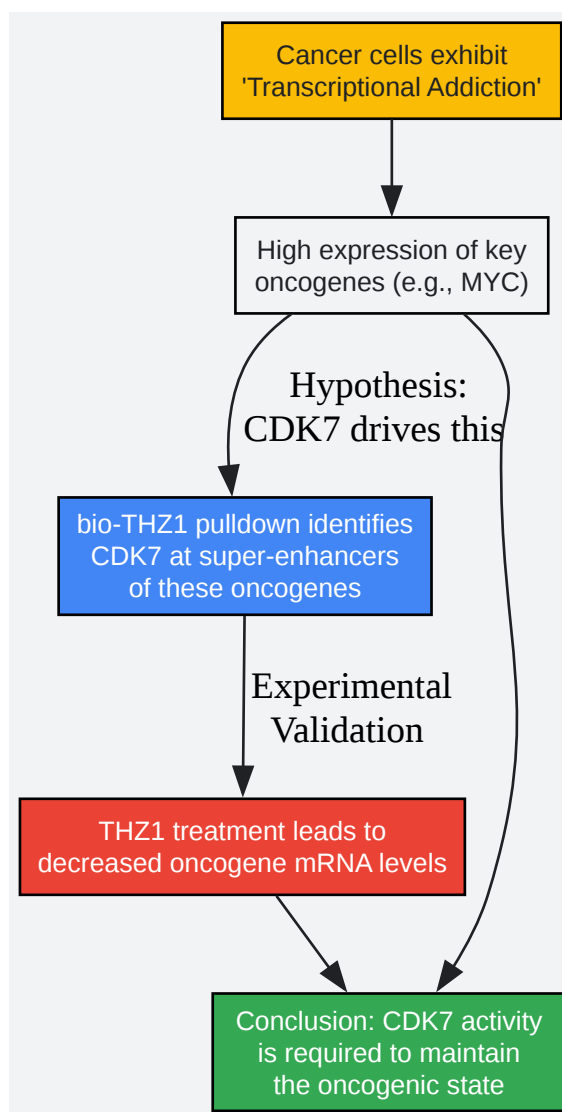 Cancer cells exhibit
'Transcriptional Addiction'
High expression of key
oncogenes (e.g., MYC)
Hypothesis:
CDK7 drives this
bio-THZ1 pulldown identifies
CDK7 at super-enhancers
of these oncogenes
Experimental
Validation
THZ1 treatment leads to
decreased oncogene mRNA levels
Conclusion: CDK7 activity
is required to maintain
the oncogenic state